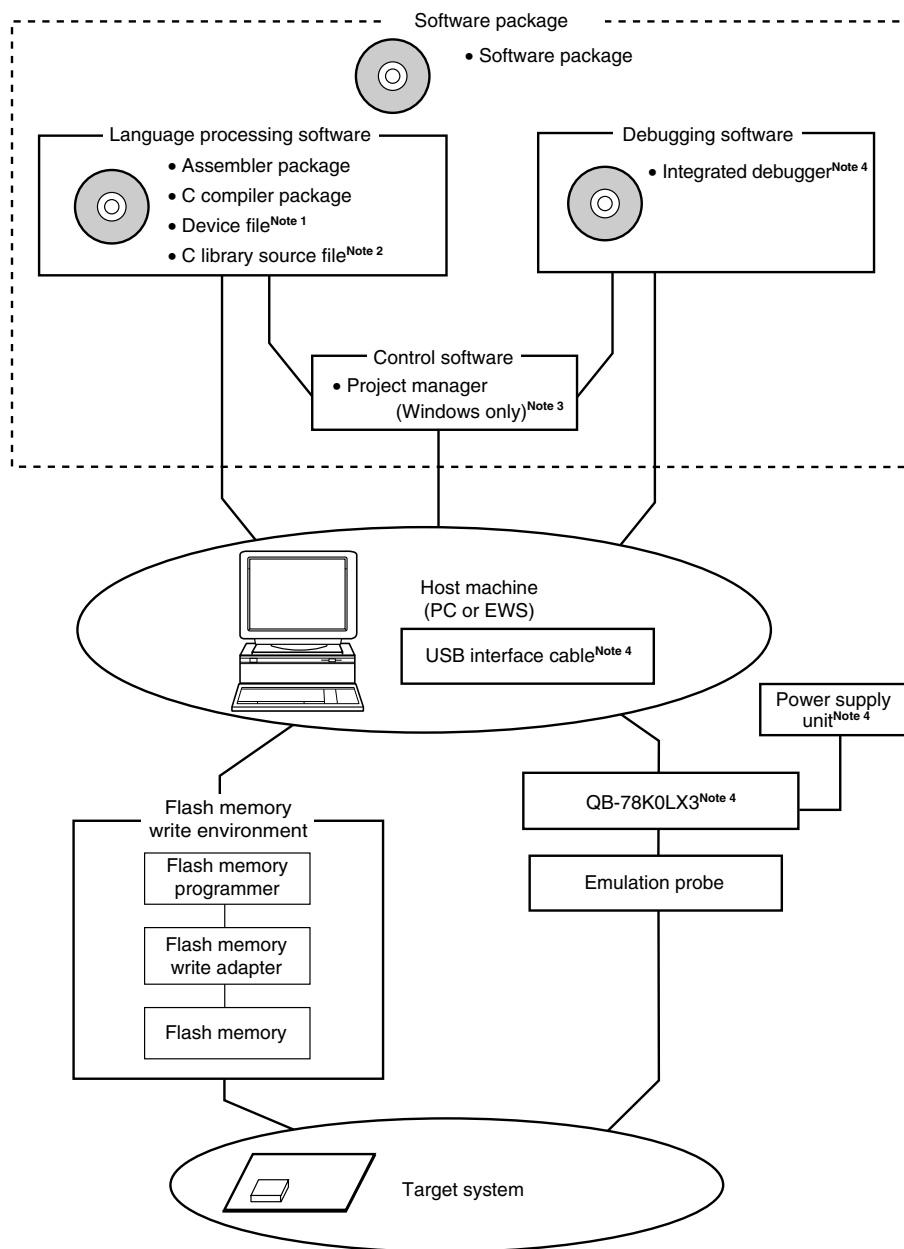 Software package
• Software package
Language processing software
• Assembler package
• C compiler package
• Device fileNote 1
• C library source fileNote 2
Debugging software
• Integrated debuggerNote 4
Control software
• Project manager
(Windows only)Note 3
Host machine
(PC or EWS)
USB interface cableNote 4
Power supply
unitNote 4
QB-78K0LX3Note 4
Emulation probe
Flash memory
write environment
Flash memory
programmer
Flash memory
write adapter
Flash memory
Target system